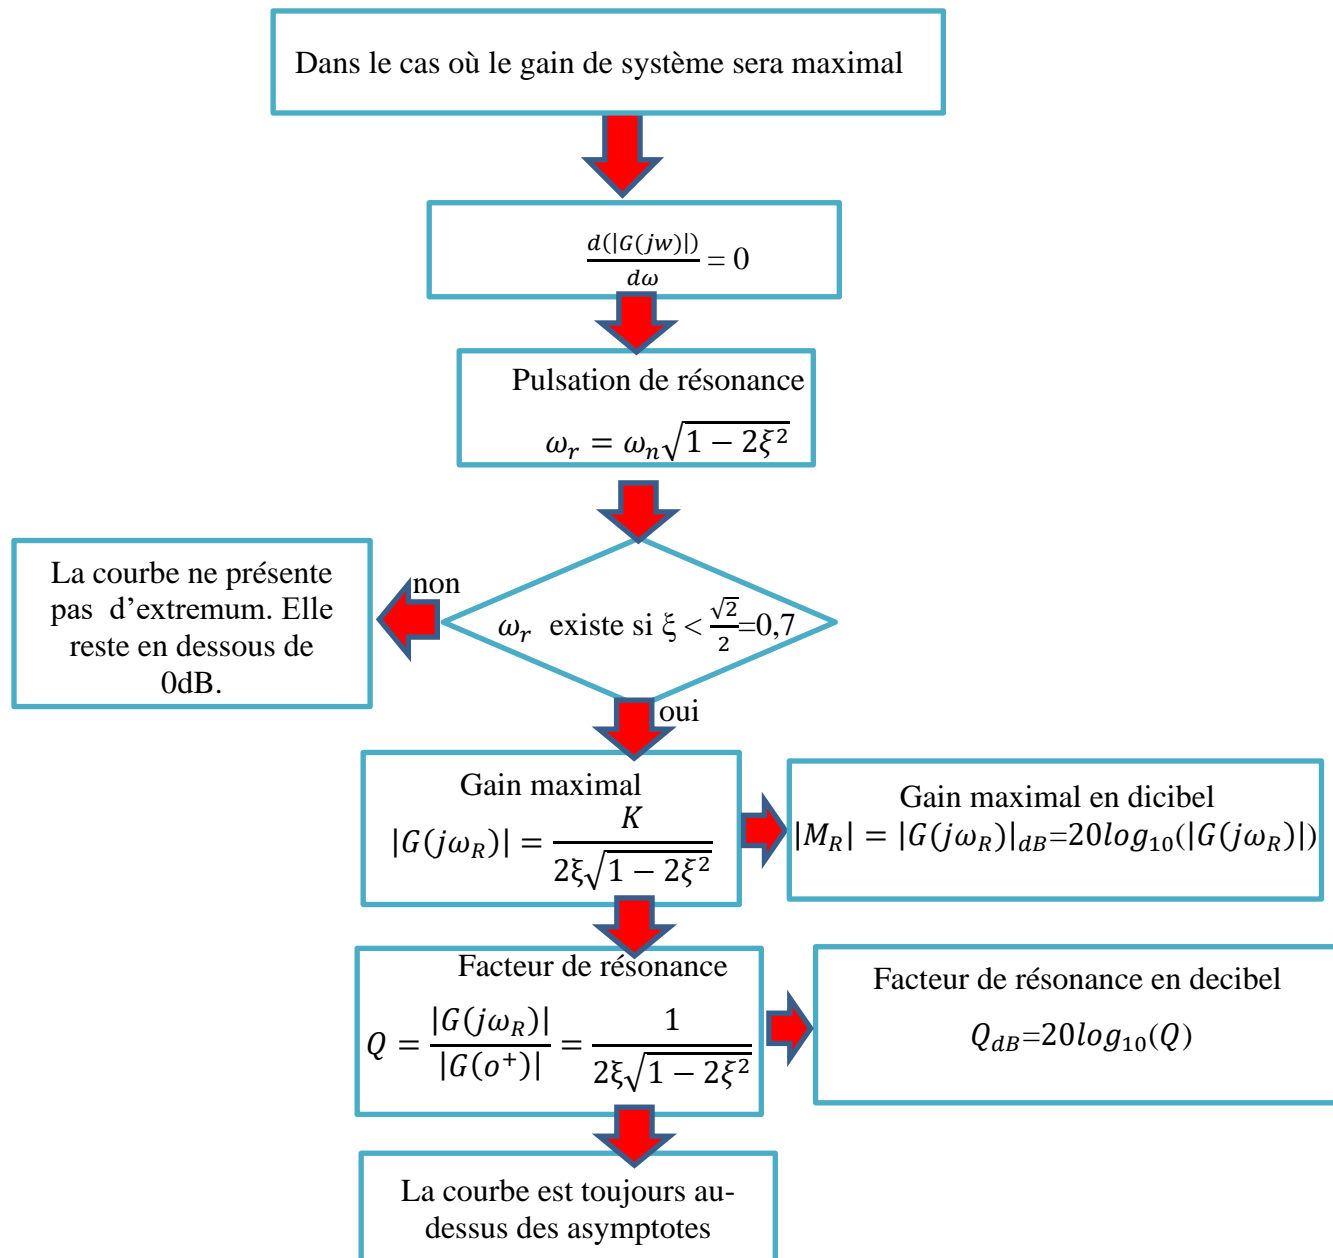 Dans le cas où le gain de système sera maximal
d(|G(jw)|)/dω = 0
Pulsation de résonance
ω_r = ω_n√(1 − 2ξ²)
non
La courbe ne présente
pas d’extremum. Elle
reste en dessous de
0dB.
ω_r existe si ξ < √2/2=0,7
oui
Gain maximal
|G(jω_R)| = K/(2ξ√(1 − 2ξ²))
Gain maximal en dicibel
|M_R| = |G(jω_R)|_dB=20log₁₀(|G(jω_R)|)
Facteur de résonance
Q = |G(jω_R)|/|G(o⁺)| = 1/(2ξ√(1 − 2ξ²))
Facteur de résonance en decibel
Q_dB=20log₁₀(Q)
La courbe est toujours au-
dessus des asymptotes